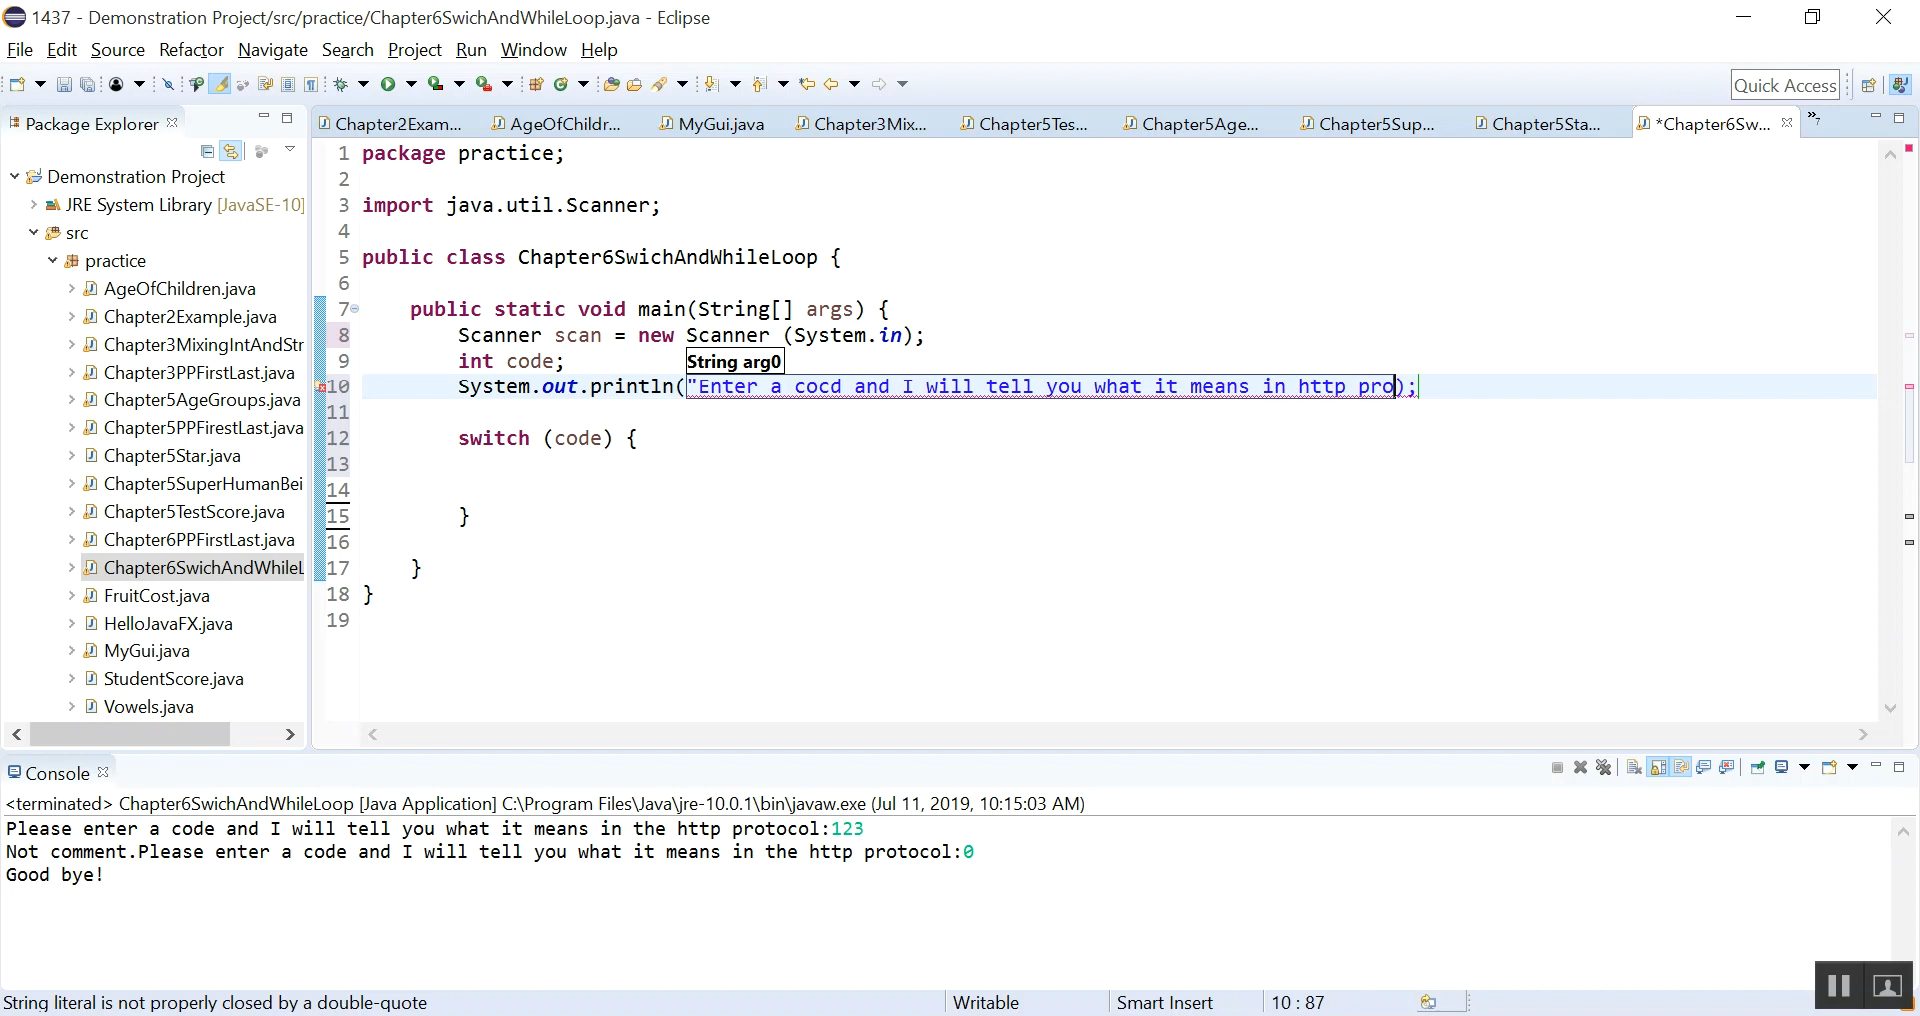 1437 - Demonstration Project/src/practice/Chapter6SwichAndWhileLoop.java - Eclipse
File Edit Source Refactor Navigate Search Project Run Window Help
Quick Access
Package Explorer
Chapter2Exam... AgeOfChildr... MyGui.java Chapter3Mix... Chapter5Tes... Chapter5Age... Chapter5Sup... Chapter5Sta... *Chapter6Sw... »7
Demonstration Project
JRE System Library [JavaSE-10]
src
practice
AgeOfChildren.java
Chapter2Example.java
Chapter3MixingIntAndStr
Chapter3PPFirstLast.java
Chapter5AgeGroups.java
Chapter5PPFirestLast.java
Chapter5Star.java
Chapter5SuperHumanBei
Chapter5TestScore.java
Chapter6PPFirstLast.java
Chapter6SwichAndWhileL
FruitCost.java
HelloJavaFX.java
MyGui.java
StudentScore.java
Vowels.java
1 package practice;
2
3 import java.util.Scanner;
4
5 public class Chapter6SwichAndWhileLoop {
6
7 public static void main(String[] args) {
8 Scanner scan = new Scanner (System.in);
9 int code;
String arg0
10 System.out.println("Enter a cocd and I will tell you what it means in http pro);
11
12 switch (code) {
13
14
15 }
16
17 }
18 }
19
Console
<terminated> Chapter6SwichAndWhileLoop [Java Application] C:\Program Files\Java\jre-10.0.1\bin\javaw.exe (Jul 11, 2019, 10:15:03 AM)
Please enter a code and I will tell you what it means in the http protocol:123
Not comment.Please enter a code and I will tell you what it means in the http protocol:0
Good bye!
String literal is not properly closed by a double-quote
Writable
Smart Insert
10 : 87